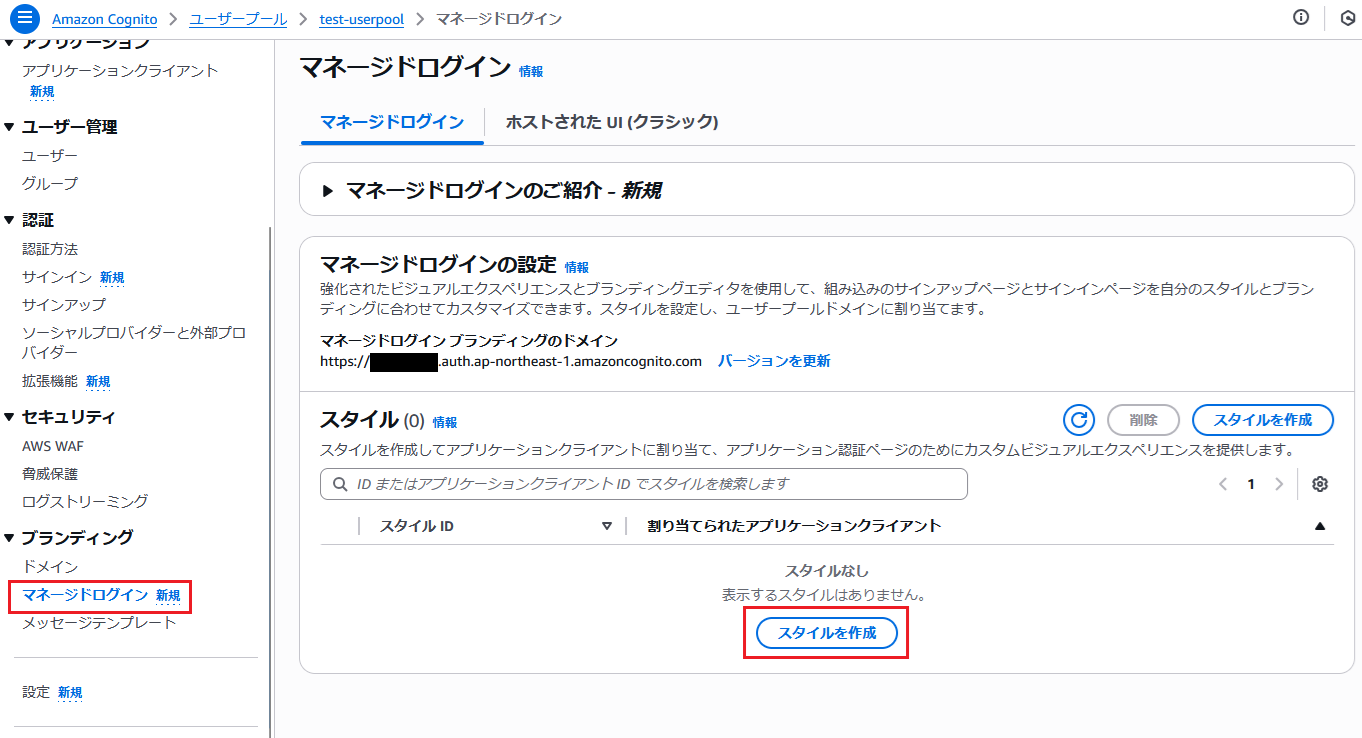 Amazon Cognito > ユーザープール > test-userpool > マネージドログイン
アプリケーション
アプリケーションクライアント
新規
ユーザー管理
ユーザー
グループ
認証
認証方法
サインイン 新規
サインアップ
ソーシャルプロバイダーと外部プロ
バイダー
拡張機能 新規
セキュリティ
AWS WAF
脅威保護
ログストリーミング
ブランディング
ドメイン
マネージドログイン 新規
メッセージテンプレート
設定 新規
マネージドログイン 情報
マネージドログイン ホストされた UI (クラシック)
マネージドログインのご紹介 - 新規
マネージドログインの設定 情報
強化されたビジュアルエクスペリエンスとブランディングエディタを使用して、組み込みのサインアップページとサインインページを自分のスタイルとブラン
ディングに合わせてカスタマイズできます。スタイルを設定し、ユーザープールドメインに割り当てます。
マネージドログイン ブランディングのドメイン
https:// .auth.ap-northeast-1.amazoncognito.com バージョンを更新
スタイル (0) 情報 削除 スタイルを作成
スタイルを作成してアプリケーションクライアントに割り当て、アプリケーション認証ページのためにカスタムビジュアルエクスペリエンスを提供します。
ID またはアプリケーションクライアント ID でスタイルを検索します 1
スタイル ID 割り当てられたアプリケーションクライアント
スタイルなし
表示するスタイルはありません。
スタイルを作成